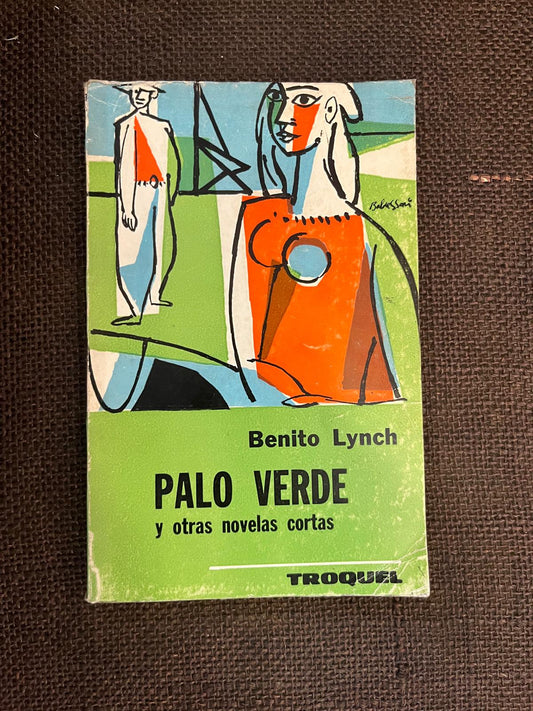 Benito Lynch
PALO VERDE
y otras novelas cortas
TROQUEL